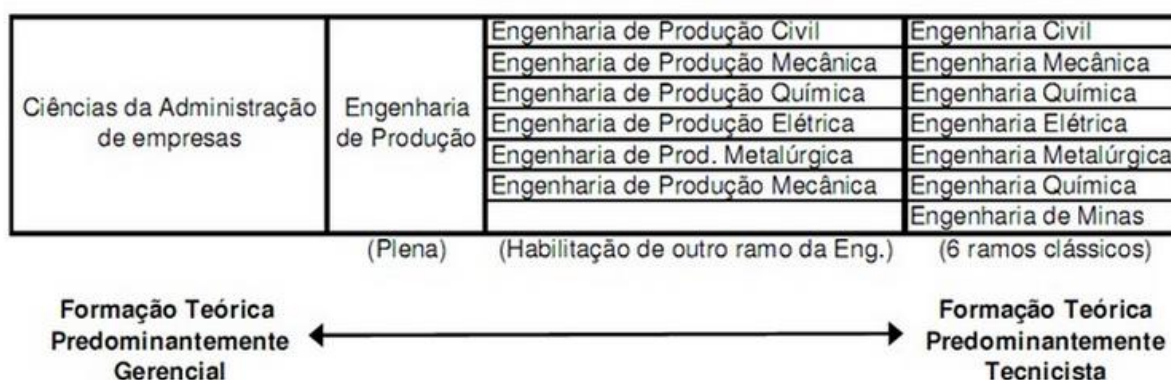 Ciências da Administração
de empresas
Engenharia
de Produção
Engenharia de Produção Civil
Engenharia de Produção Mecânica
Engenharia de Produção Química
Engenharia de Produção Elétrica
Engenharia de Prod. Metalúrgica
Engenharia de Produção Mecânica
Engenharia Civil
Engenharia Mecânica
Engenharia Química
Engenharia Elétrica
Engenharia Metalúrgica
Engenharia Química
Engenharia de Minas
(Plena)
(Habilitação de outro ramo da Eng.)
(6 ramos clássicos)
Formação Teórica
Predominantemente
Gerencial
Formação Teórica
Predominantemente
Tecnicista